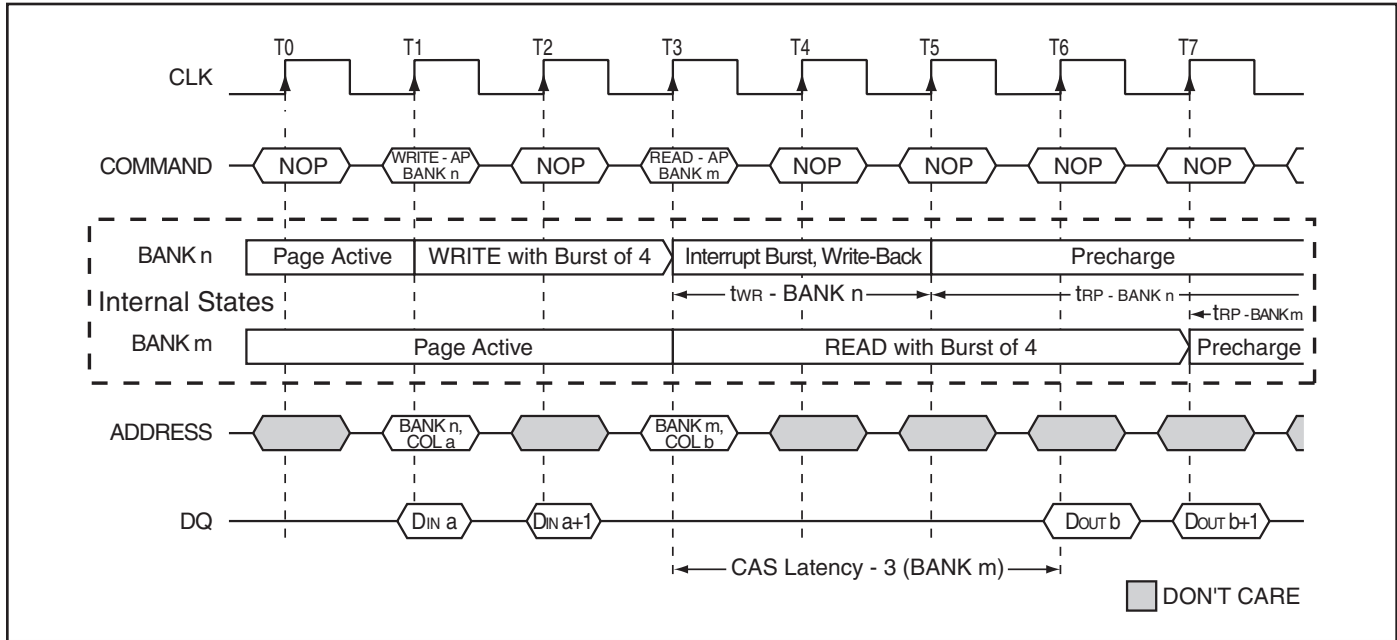 T0 T1 T2 T3 T4 T5 T6 T7
CLK
COMMAND NOP WRITE - AP NOP READ - AP NOP NOP NOP NOP
BANK n BANK m
BANK n Page Active WRITE with Burst of 4 Interrupt Burst, Write-Back Precharge
tWR - BANK n tRP - BANK n
Internal States
tRP - BANK m
BANK m Page Active READ with Burst of 4 Precharge
ADDRESS BANK n, BANK m,
COL a COL b
DQ DIN a DIN a+1 DOUT b DOUT b+1
CAS Latency - 3 (BANK m)
DON'T CARE